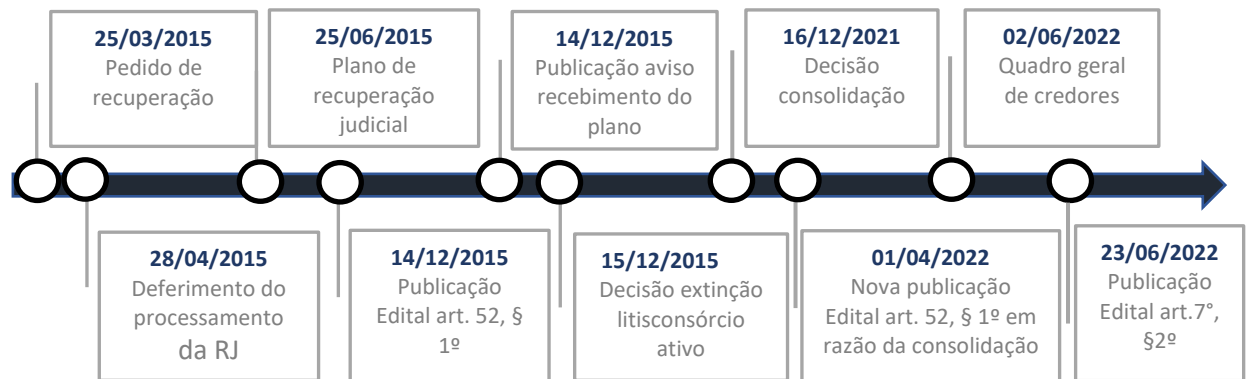 25/03/2015
Pedido de
recuperação
25/06/2015
Plano de
recuperação
judicial
14/12/2015
Publicação aviso
recebimento do
plano
16/12/2021
Decisão
consolidação
02/06/2022
Quadro geral
de credores
28/04/2015
Deferimento do
processamento
da RJ
14/12/2015
Publicação
Edital art. 52, §
1º
15/12/2015
Decisão extinção
litisconsórcio
ativo
01/04/2022
Nova publicação
Edital art. 52, § 1º em
razão da consolidação
23/06/2022
Publicação
Edital art.7°,
§2º